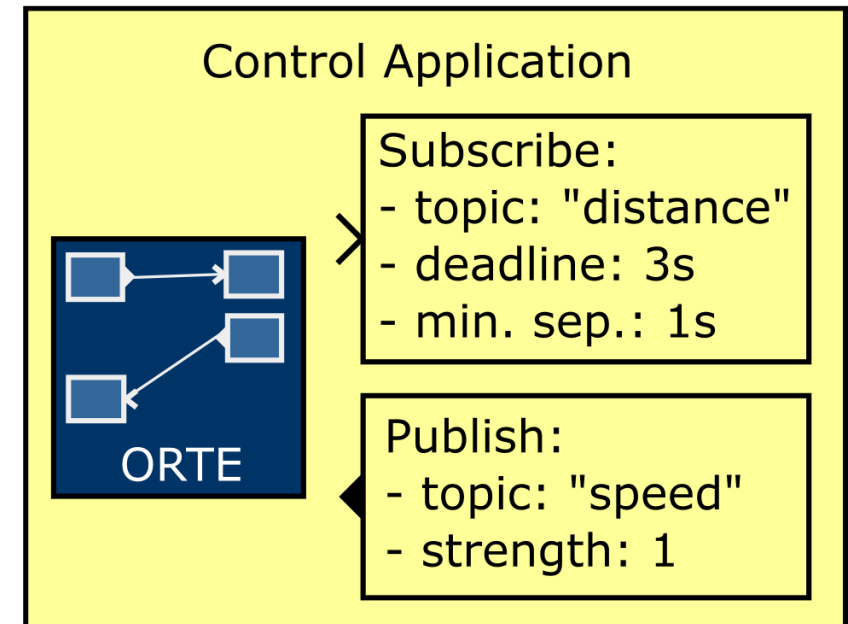 Control Application
Subscribe:
- topic: "distance"
- deadline: 3s
- min. sep.: 1s
ORTE
Publish:
- topic: "speed"
- strength: 1